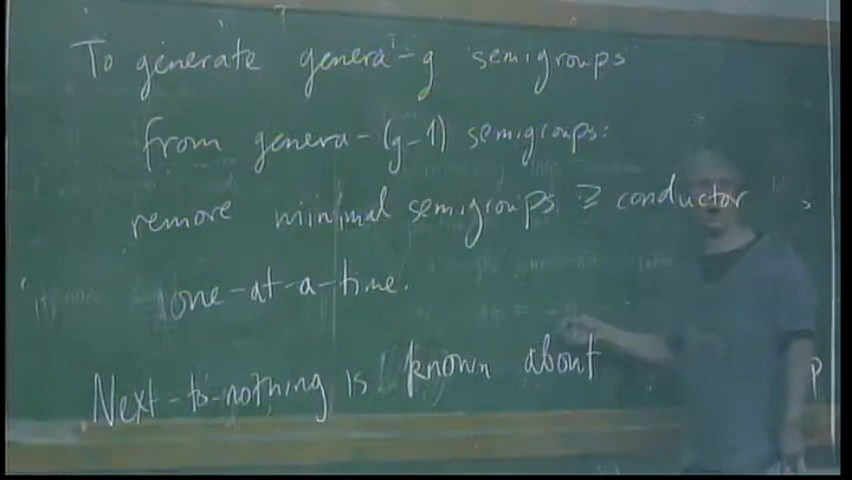 To generate genera-g semigroups
from genera-(g-1) semigroups:
remove minimal semigroups ≥ conductor
one-at-a-time.
Next-to-nothing is known about